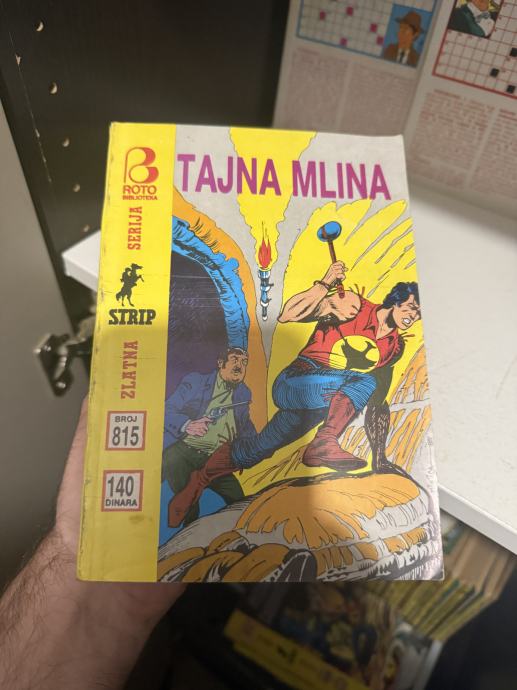 ROTO
BIBLIOTEKA
TAJNA MLINA
ZLATNA SERIJA
STRIP
BROJ
815
140
DINARA